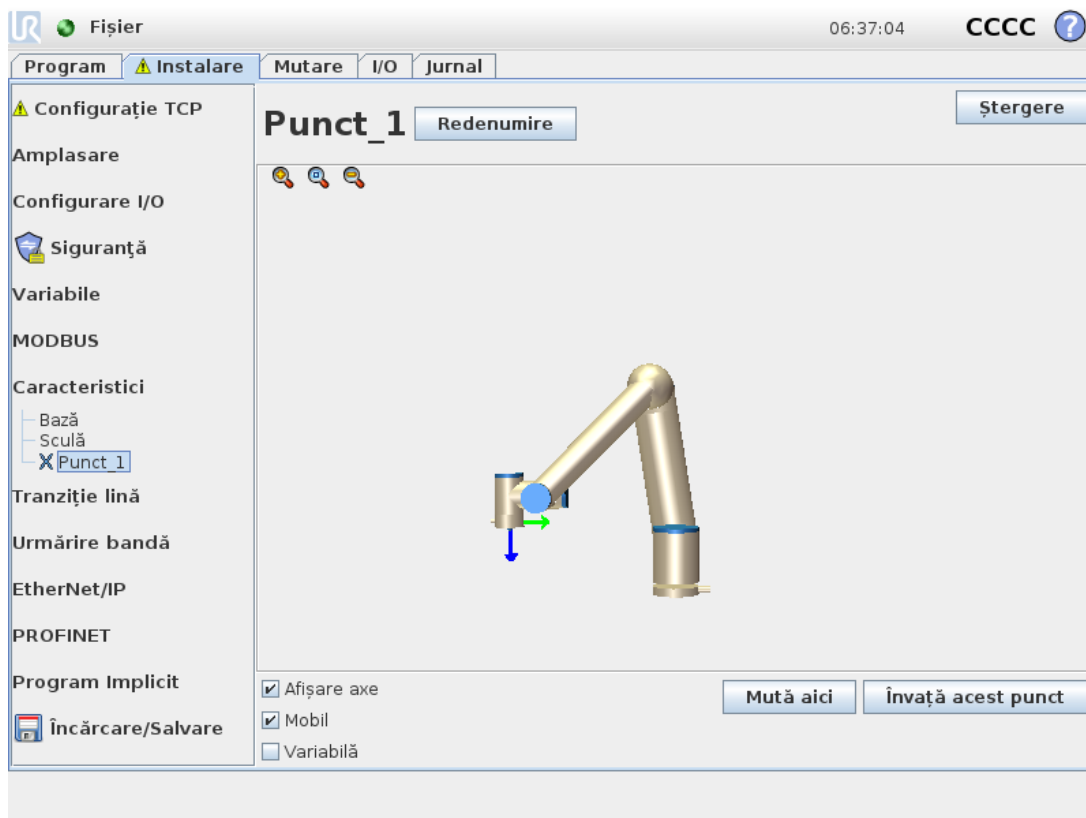 UR Fișier 06:37:04 CCCC ?
Program Instalare Mutare I/O Jurnal
Configurație TCP
Amplasare
Configurare I/O
Siguranţă
Variabile
MODBUS
Caracteristici
Bază
Sculă
Punct_1
Tranziție lină
Urmărire bandă
EtherNet/IP
PROFINET
Program Implicit
Încărcare/Salvare
Punct_1 Redenumire Ștergere
Afișare axe
Mobil
Variabilă
Mută aici Învață acest punct